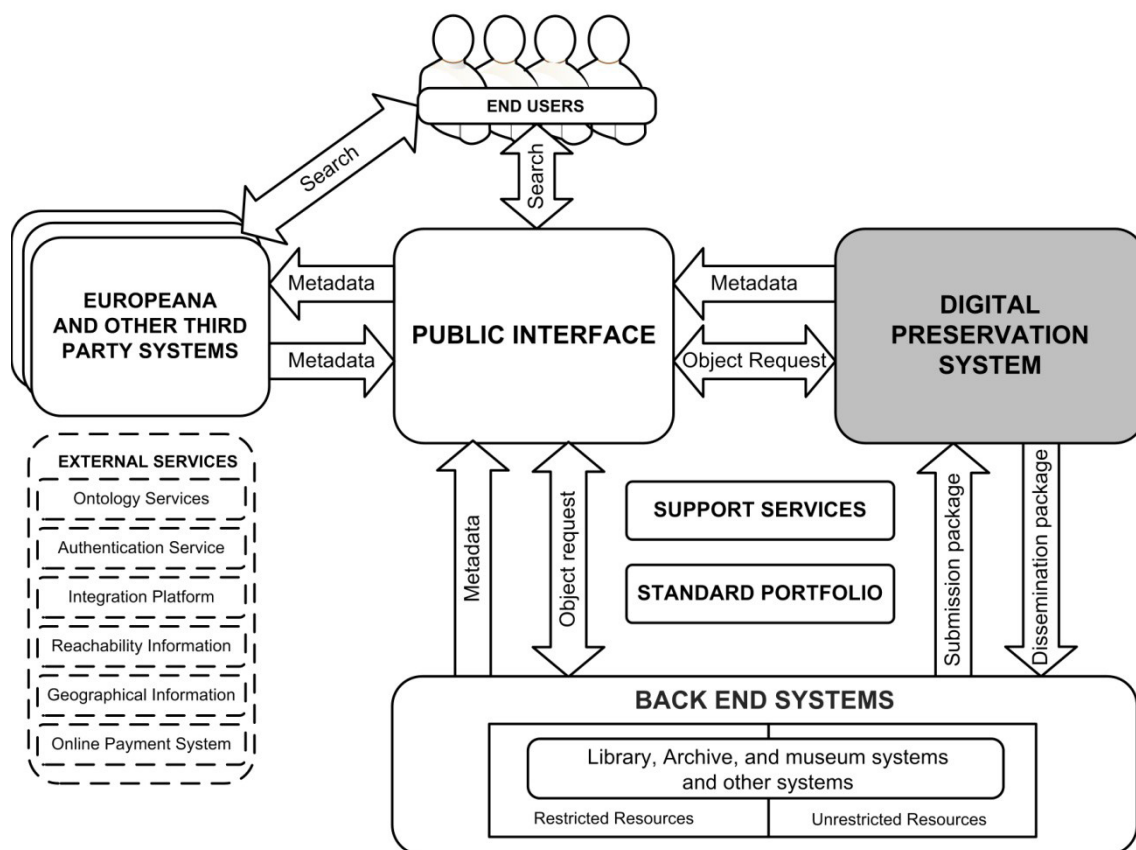 END USERS
Search
Search
EUROPEANA
AND OTHER THIRD
PARTY SYSTEMS
Metadata
Metadata
PUBLIC INTERFACE
Metadata
Object Request
DIGITAL
PRESERVATION
SYSTEM
EXTERNAL SERVICES
Ontology Services
Authentication Service
Integration Platform
Reachability Information
Geographical Information
Online Payment System
Metadata
Object request
SUPPORT SERVICES
STANDARD PORTFOLIO
Submission package
Dissemination package
BACK END SYSTEMS
Library, Archive, and museum systems
and other systems
Restricted Resources
Unrestricted Resources